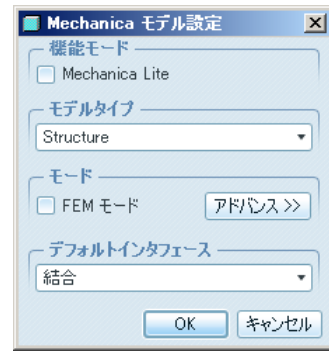 Mechanica モデル設定
機能モード
Mechanica Lite
モデルタイプ
Structure
モード
FEM モード
アドバンス >>
デフォルトインタフェース
結合
OK
キャンセル